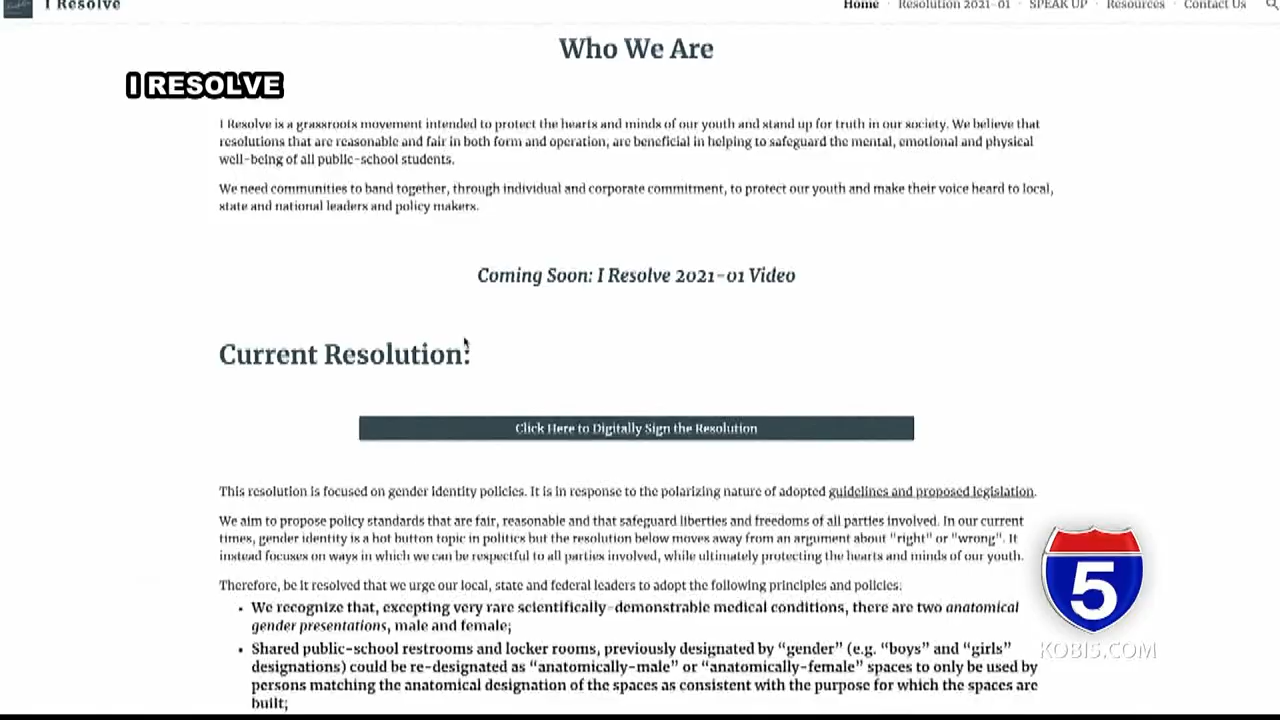 I Resolve
Home · Resolution 2021-01 · SPEAK UP · Resources · Contact Us
Who We Are
I RESOLVE
I Resolve is a grassroots movement intended to protect the hearts and minds of our youth and stand up for truth in our society. We believe that
resolutions that are reasonable and fair in both form and operation, are beneficial in helping to safeguard the mental, emotional and physical
well-being of all public-school students.
We need communities to band together, through individual and corporate commitment, to protect our youth and make their voice heard to local,
state and national leaders and policy makers.
Coming Soon: I Resolve 2021-01 Video
Current Resolution:
Click Here to Digitally Sign the Resolution
This resolution is focused on gender identity policies. It is in response to the polarizing nature of adopted guidelines and proposed legislation.
We aim to propose policy standards that are fair, reasonable and that safeguard liberties and freedoms of all parties involved. In our current
times, gender identity is a hot button topic in politics but the resolution below moves away from an argument about "right" or "wrong". It
instead focuses on ways in which we can be respectful to all parties involved, while ultimately protecting the hearts and minds of our youth.
Therefore, be it resolved that we urge our local, state and federal leaders to adopt the following principles and policies:
• We recognize that, excepting very rare scientifically-demonstrable medical conditions, there are two anatomical
gender presentations, male and female;
• Shared public-school restrooms and locker rooms, previously designated by “gender” (e.g. “boys” and “girls”
designations) could be re-designated as “anatomically-male” or “anatomically-female” spaces to only be used by
persons matching the anatomical designation of the spaces as consistent with the purpose for which the spaces are
built;
5
KOBI5.COM